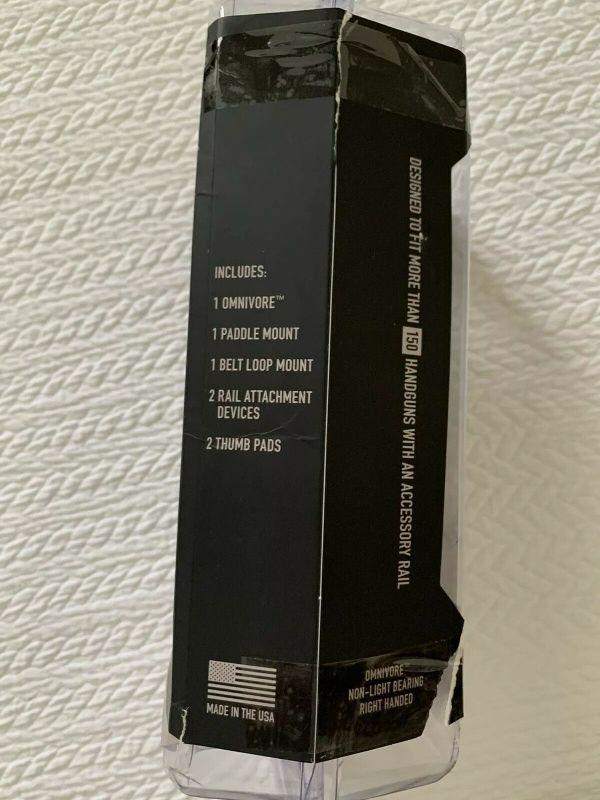 INCLUDES:
1 OMNIVORE™
1 PADDLE MOUNT
1 BELT LOOP MOUNT
2 RAIL ATTACHMENT
DEVICES
2 THUMB PADS
MADE IN THE USA
DESIGNED TO FIT MORE THAN 150 HANDGUNS WITH AN ACCESSORY RAIL
OMNIVORE™
NON-LIGHT BEARING
RIGHT HANDED